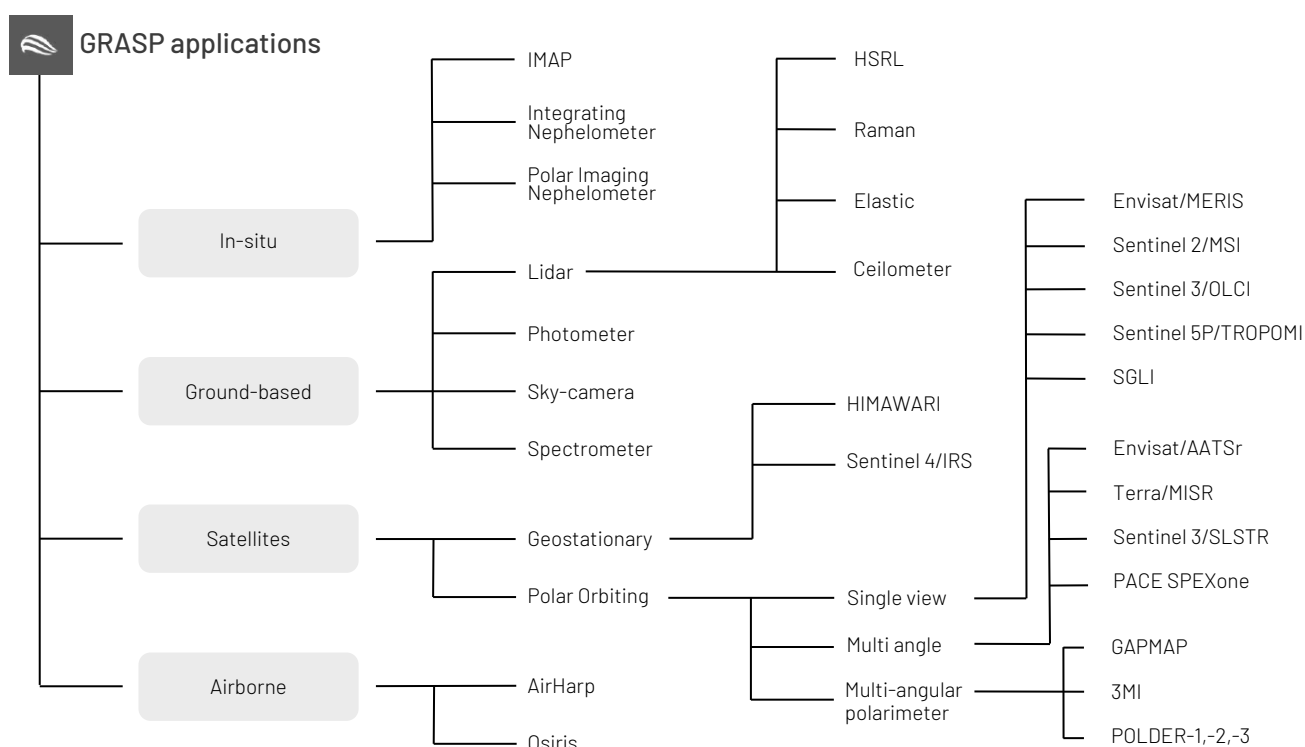 GRASP applications
In-situ
IMAP
Integrating
Nephelometer
Polar Imaging
Nephelometer
Ground-based
Lidar
HSRL
Raman
Elastic
Ceilometer
Photometer
Sky-camera
Spectrometer
Satellites
Geostationary
HIMAWARI
Sentinel 4/IRS
Polar Orbiting
Single view
Envisat/MERIS
Sentinel 2/MSI
Sentinel 3/OLCI
Sentinel 5P/TROPOMI
SGLI
Multi angle
Envisat/AATSr
Terra/MISR
Sentinel 3/SLSTR
PACE SPEXone
Multi-angular
polarimeter
GAPMAP
3MI
POLDER-1,-2,-3
Airborne
AirHarp
Osiris